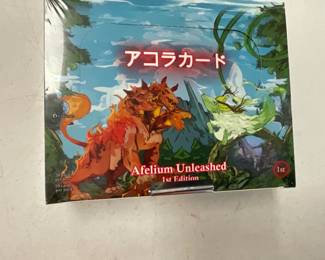 アコラカード
Afelium Unleashed
1st Edition
1st